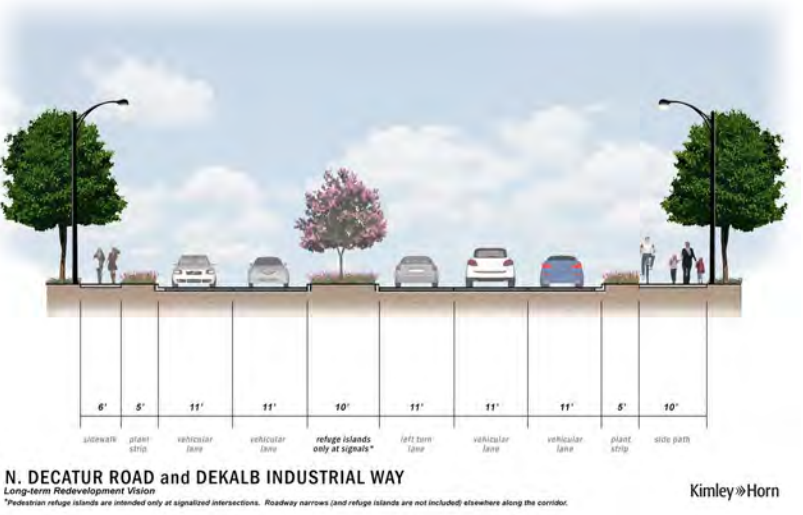 6' 5' 11' 11' 10' 11' 11' 11' 5' 10'
sidewalk
plant strip
vehicular lane
vehicular lane
refuge islands only at signals*
left turn lane
vehicular lane
vehicular lane
plant strip
side path
N. DECATUR ROAD and DEKALB INDUSTRIAL WAY
Long-term Redevelopment Vision
*Pedestrian refuge islands are intended only at signalized intersections. Roadway narrows (and refuge islands are not included) elsewhere along the corridor.
Kimley»Horn